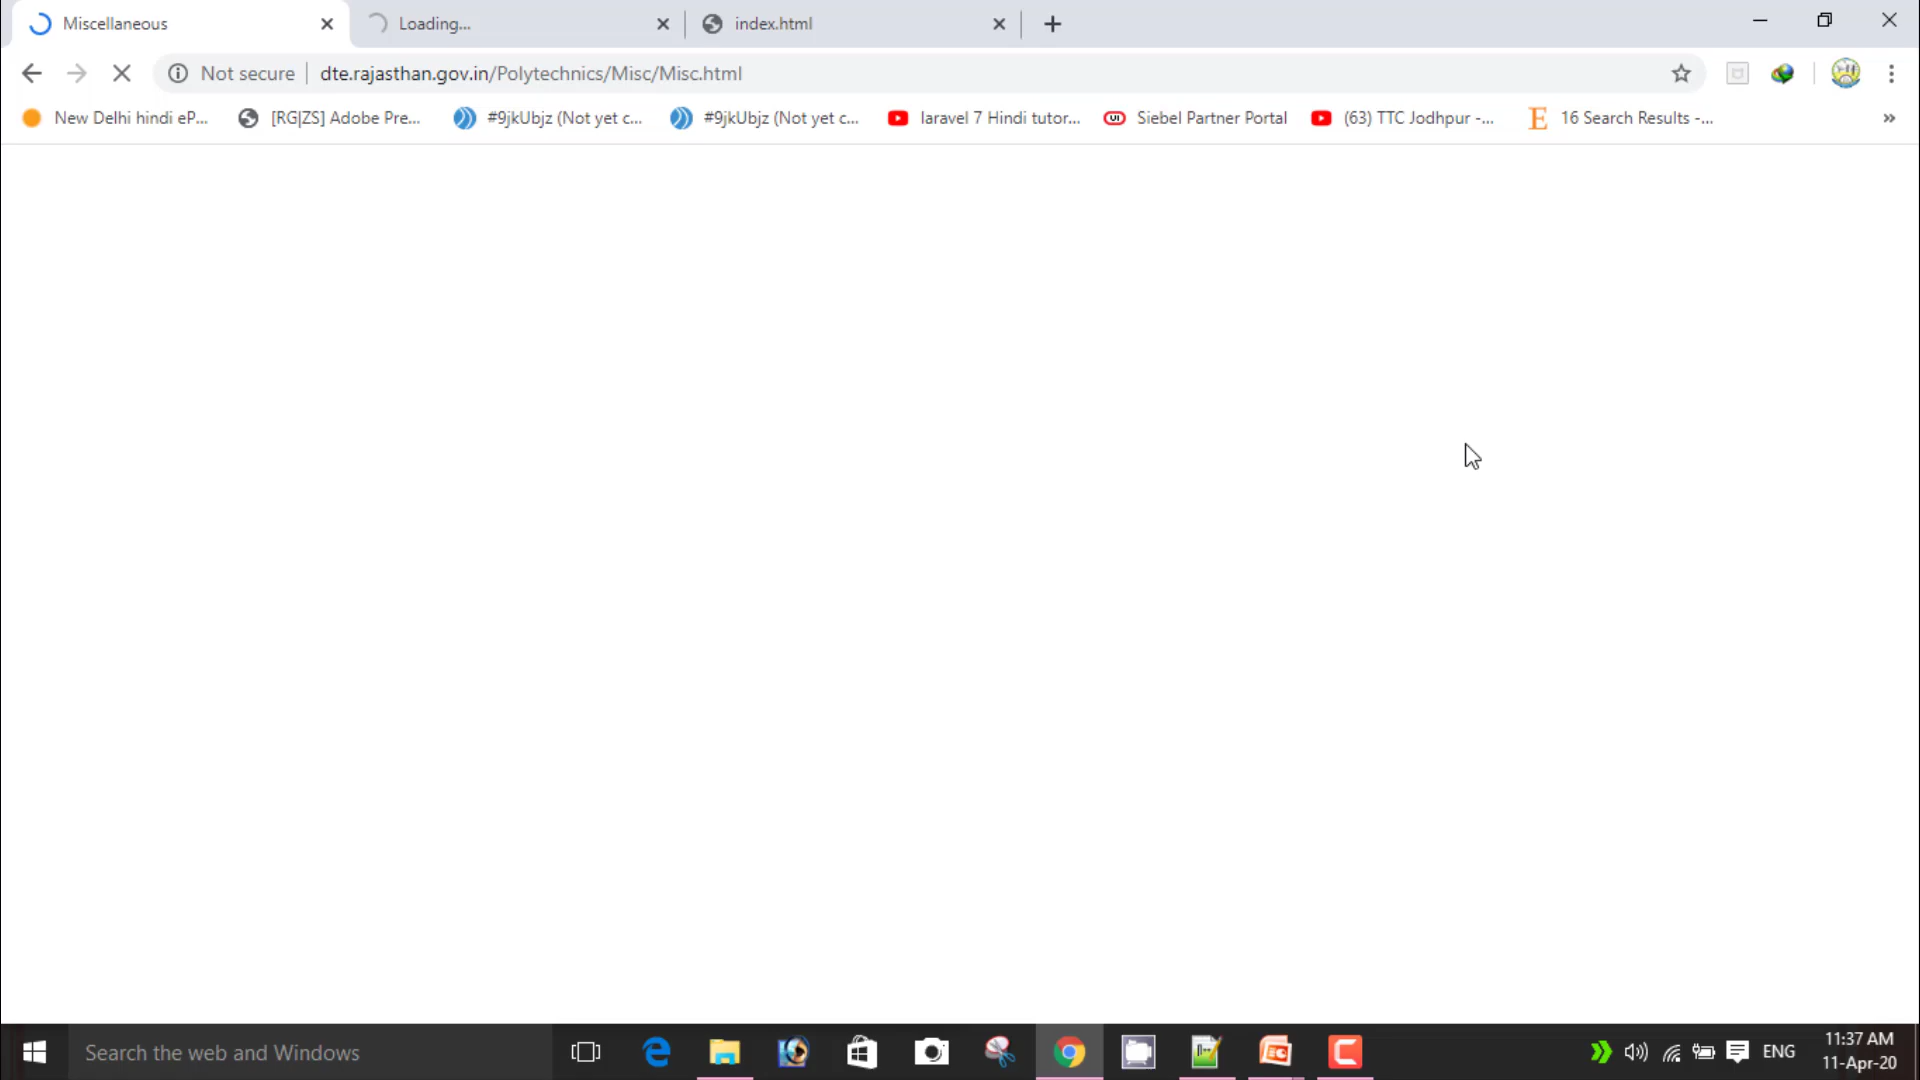 Miscellaneous
Loading...
index.html
Not secure
dte.rajasthan.gov.in/Polytechnics/Misc/Misc.html
New Delhi hindi eP...
[RG|ZS] Adobe Pre...
#9jkUbjz (Not yet c...
#9jkUbjz (Not yet c...
laravel 7 Hindi tutor...
UI
Siebel Partner Portal
(63) TTC Jodhpur -...
E
16 Search Results -...
»
Search the web and Windows
ENG
11:37 AM
11-Apr-20